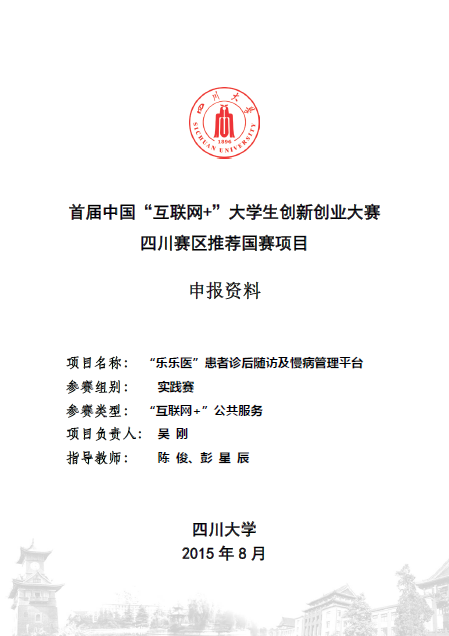 四川大学
SICHUAN UNIVERSITY
1896
首届中国“互联网+”大学生创新创业大赛
四川赛区推荐国赛项目
申报资料
项目名称： “乐乐医”患者诊后随访及慢病管理平台
参赛组别： 实践赛
参赛类型： “互联网+”公共服务
项目负责人： 吴 刚
指导教师： 陈 俊、彭 星 辰
四川大学
2015 年 8 月